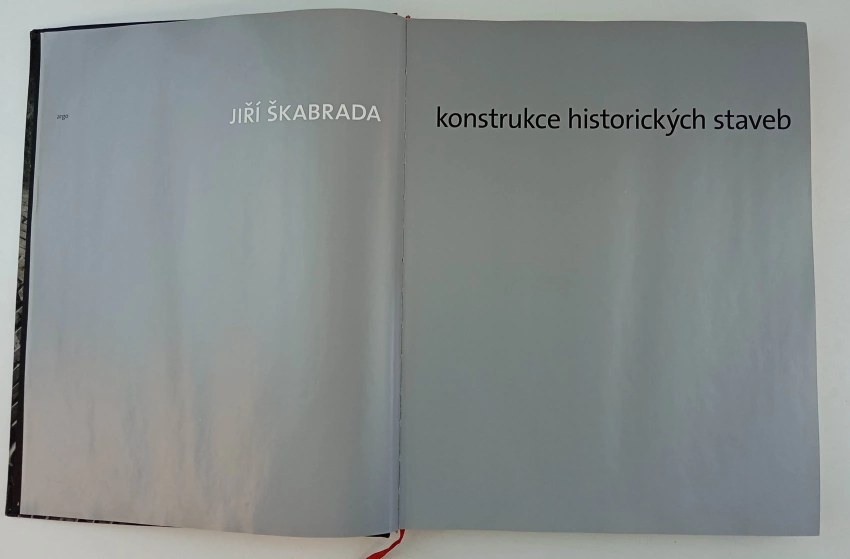 argo
JIŘÍ ŠKABRADA
konstrukce historických staveb